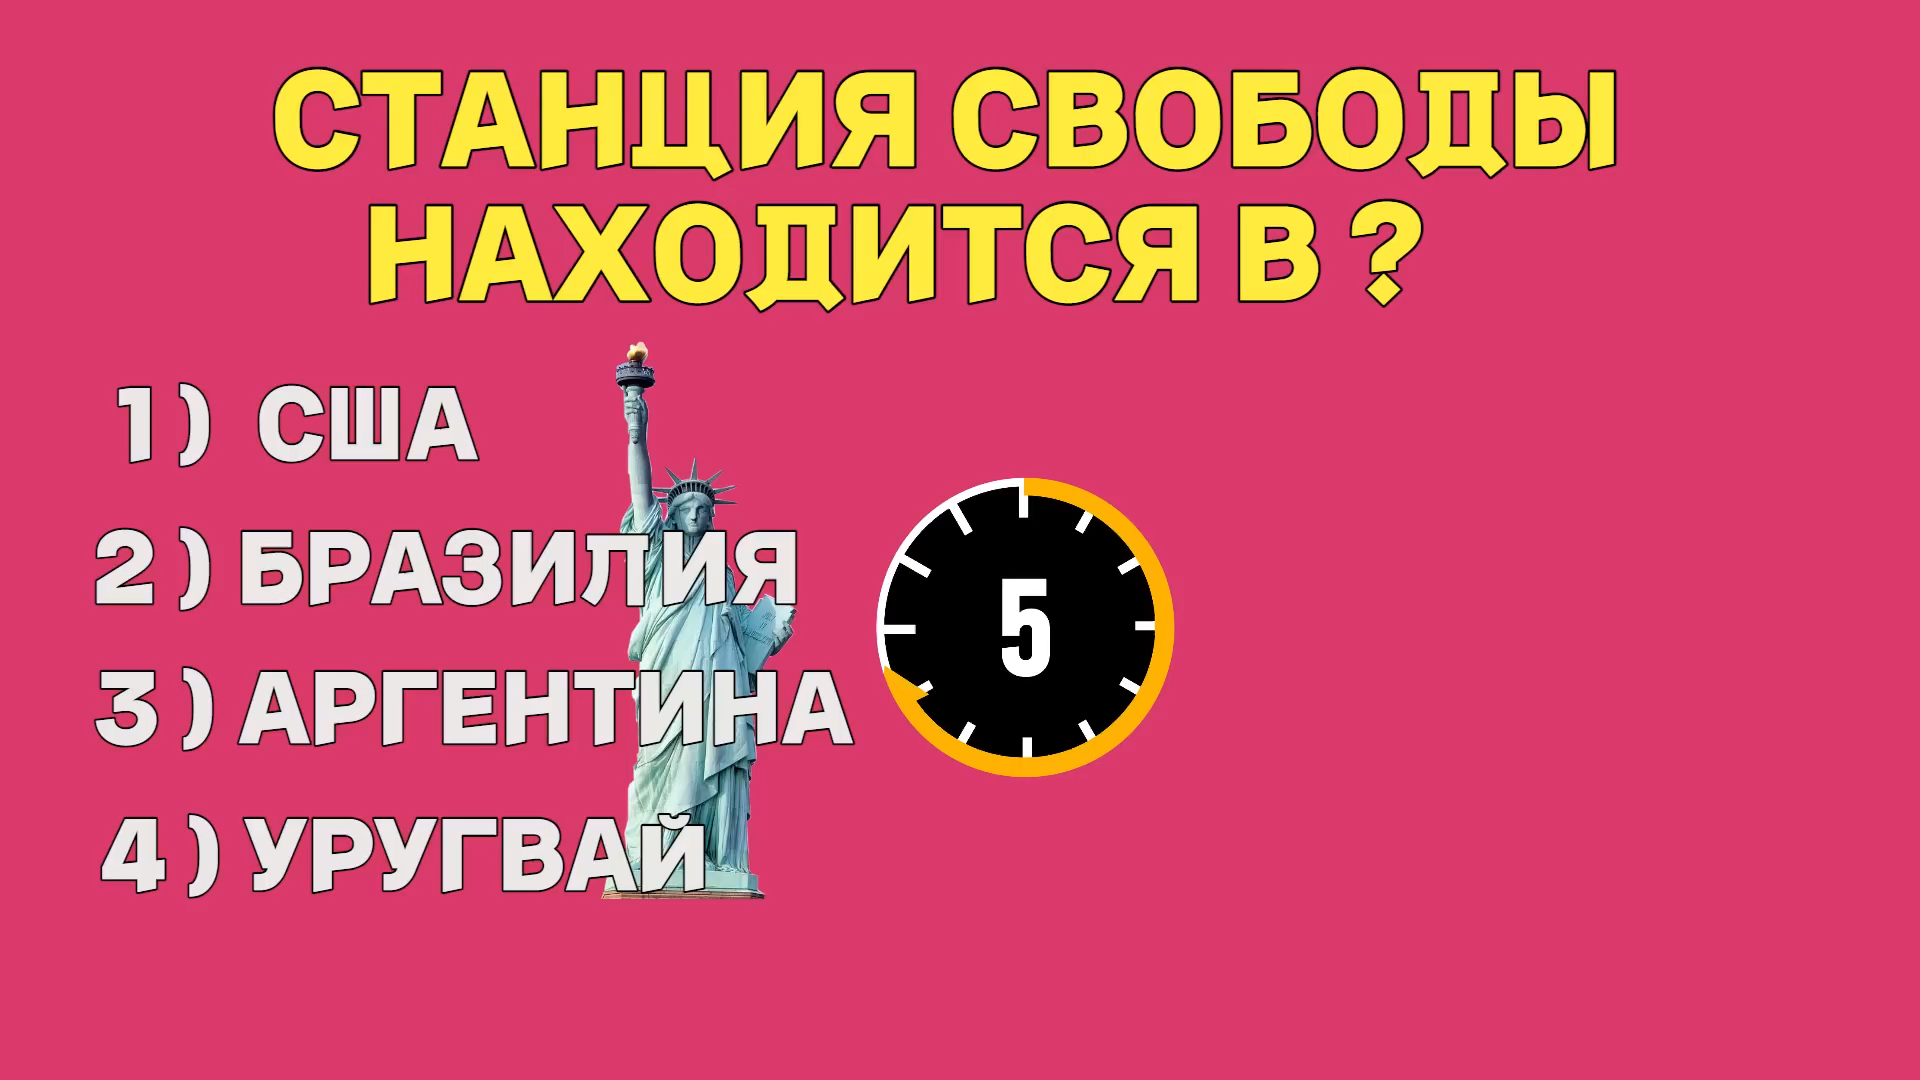 СТАНЦИЯ СВОБОДЫ
НАХОДИТСЯ В ?
1) США
2) БРАЗИЛИЯ
3) АРГЕНТИНА
4) УРУГВАЙ
5